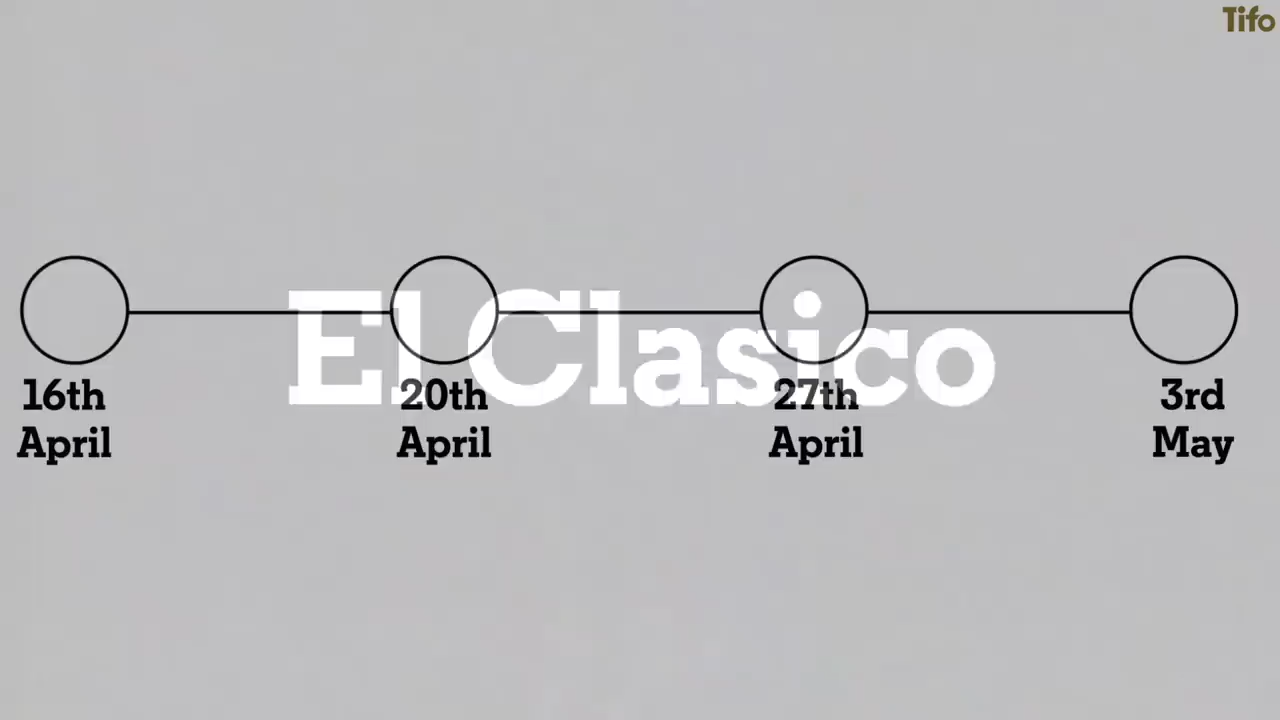 Tifo
El Clasico
16th
April
20th
April
27th
April
3rd
May